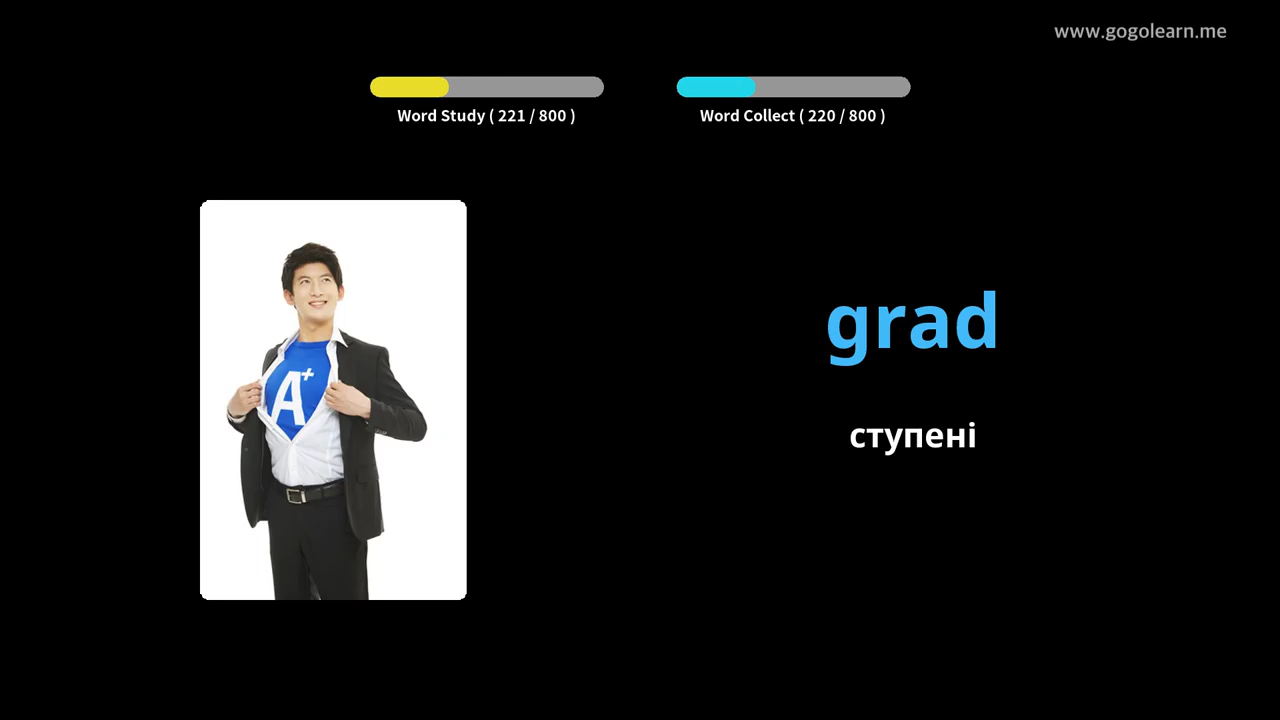 www.gogolearn.me
Word Study ( 221 / 800 )
Word Collect ( 220 / 800 )
A+
grad
ступені